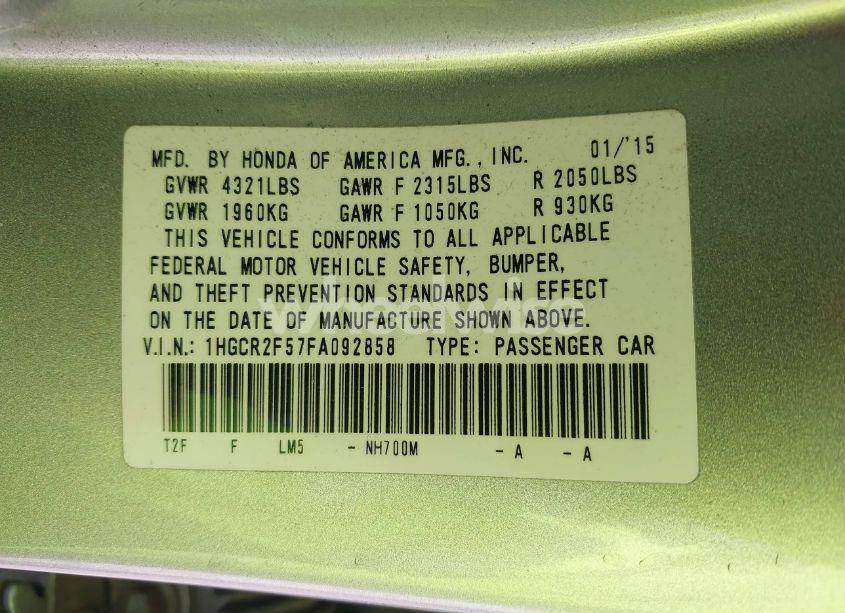 MFD. BY HONDA OF AMERICA MFG., INC. 01/'15
GVWR 4321LBS GAWR F 2315LBS R 2050LBS
GVWR 1960KG GAWR F 1050KG R 930KG
THIS VEHICLE CONFORMS TO ALL APPLICABLE
FEDERAL MOTOR VEHICLE SAFETY, BUMPER,
AND THEFT PREVENTION STANDARDS IN EFFECT
ON THE DATE OF MANUFACTURE SHOWN ABOVE.
V.I.N.: 1HGCR2F57FA092858 TYPE: PASSENGER CAR
T2F F LM5 - NH700M - A - A